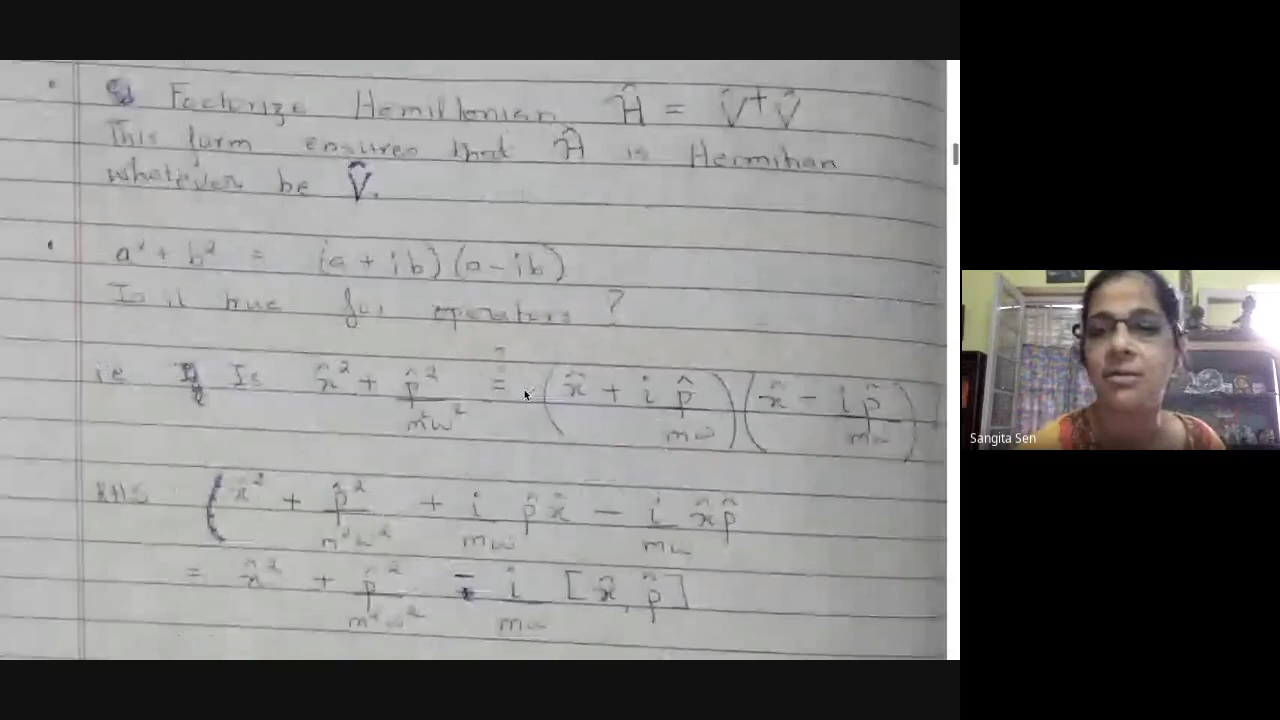 Factorize Hamiltonian Ĥ = V̂† V̂
This form ensures that Ĥ is Hermitian
whatever be V̂.
a² + b² = (a + ib) (a - ib)
Is it true for operators ?
ie Is x̂² + p̂²/m²ω² = (x̂ + i p̂/mω) (x̂ - i p̂/mω)
RHS (x̂² + p̂²/m²ω² + i/mω p̂x̂ - i/mω x̂p̂
= x̂² + p̂²/m²ω² - i/mω [x̂, p̂]
Sangita Sen